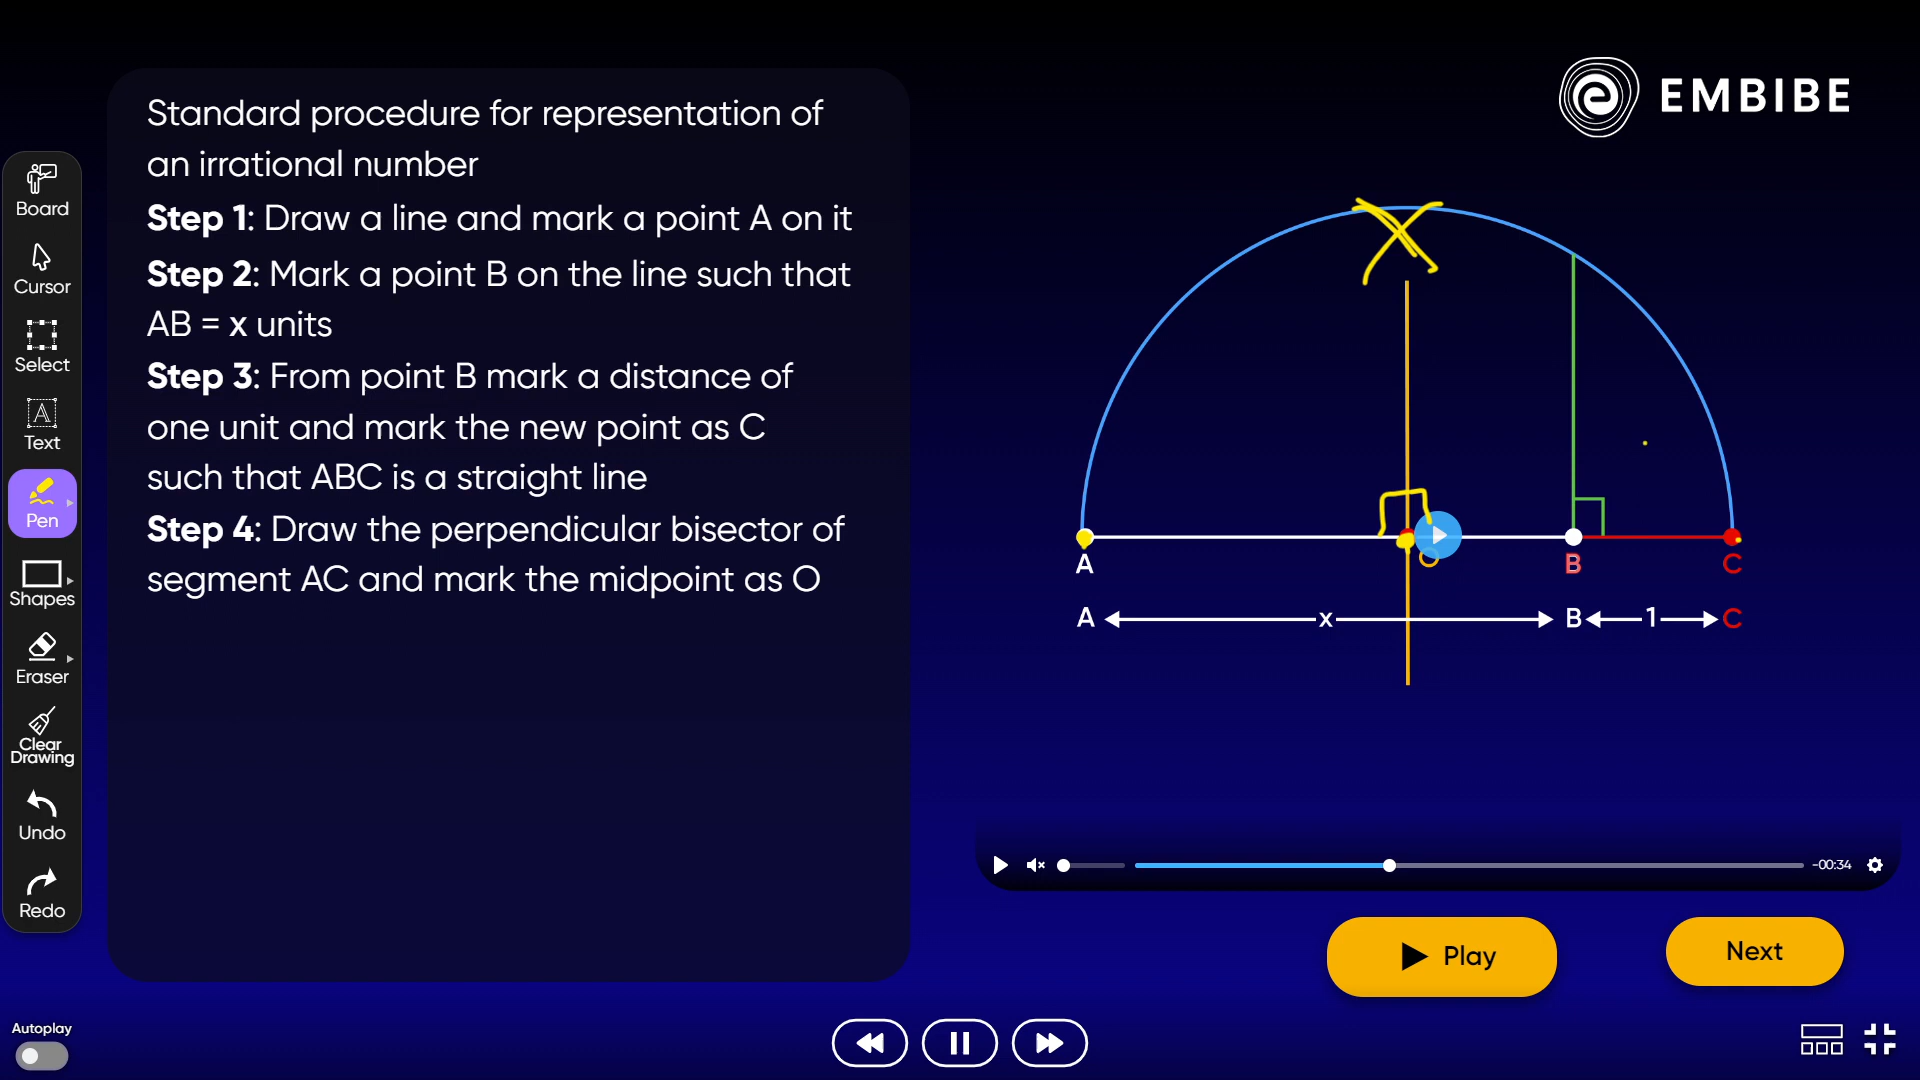 EMBIBE
Standard procedure for representation of
an irrational number
Step 1: Draw a line and mark a point A on it
Step 2: Mark a point B on the line such that
AB = x units
Step 3: From point B mark a distance of
one unit and mark the new point as C
such that ABC is a straight line
Step 4: Draw the perpendicular bisector of
segment AC and mark the midpoint as O
Board
Cursor
Select
A
Text
Pen
Shapes
Eraser
Clear
Drawing
Undo
Redo
Autoplay
A O B C
A x B 1 C
-00:34
Play
Next